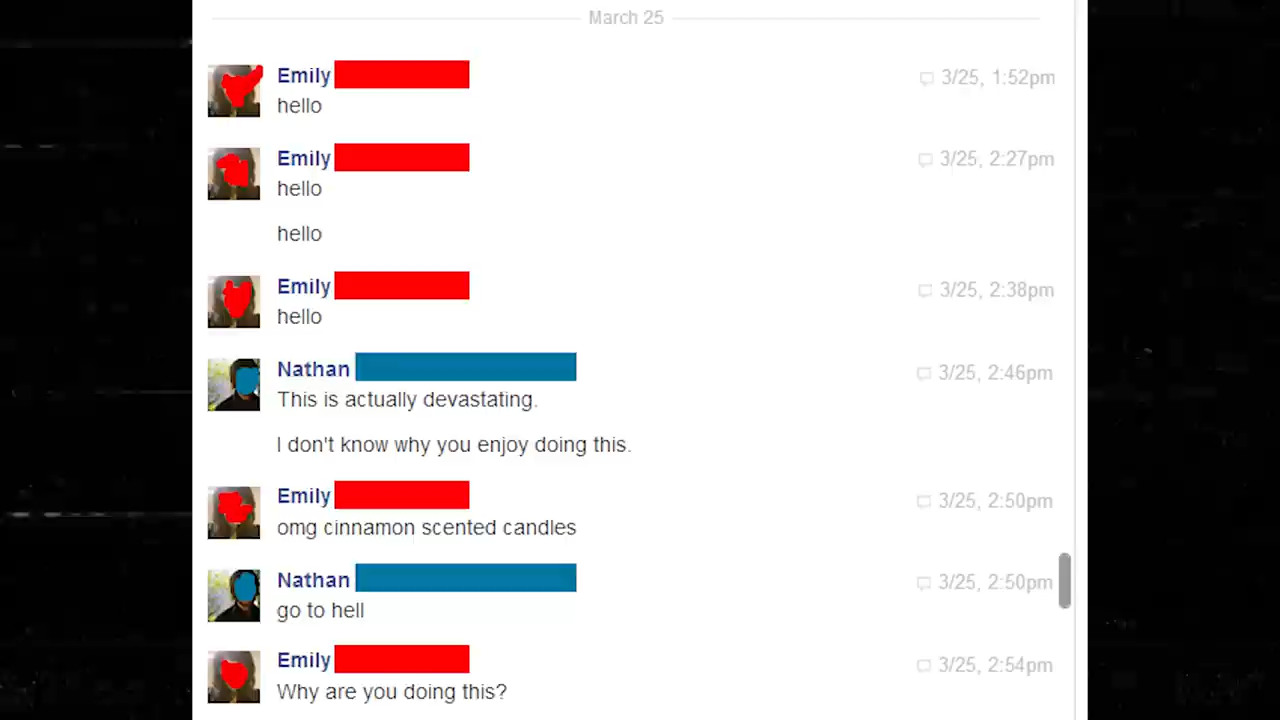 March 25
Emily
3/25, 1:52pm
hello
Emily
3/25, 2:27pm
hello
hello
Emily
3/25, 2:38pm
hello
Nathan
3/25, 2:46pm
This is actually devastating.
I don't know why you enjoy doing this.
Emily
3/25, 2:50pm
omg cinnamon scented candles
Nathan
3/25, 2:50pm
go to hell
Emily
3/25, 2:54pm
Why are you doing this?